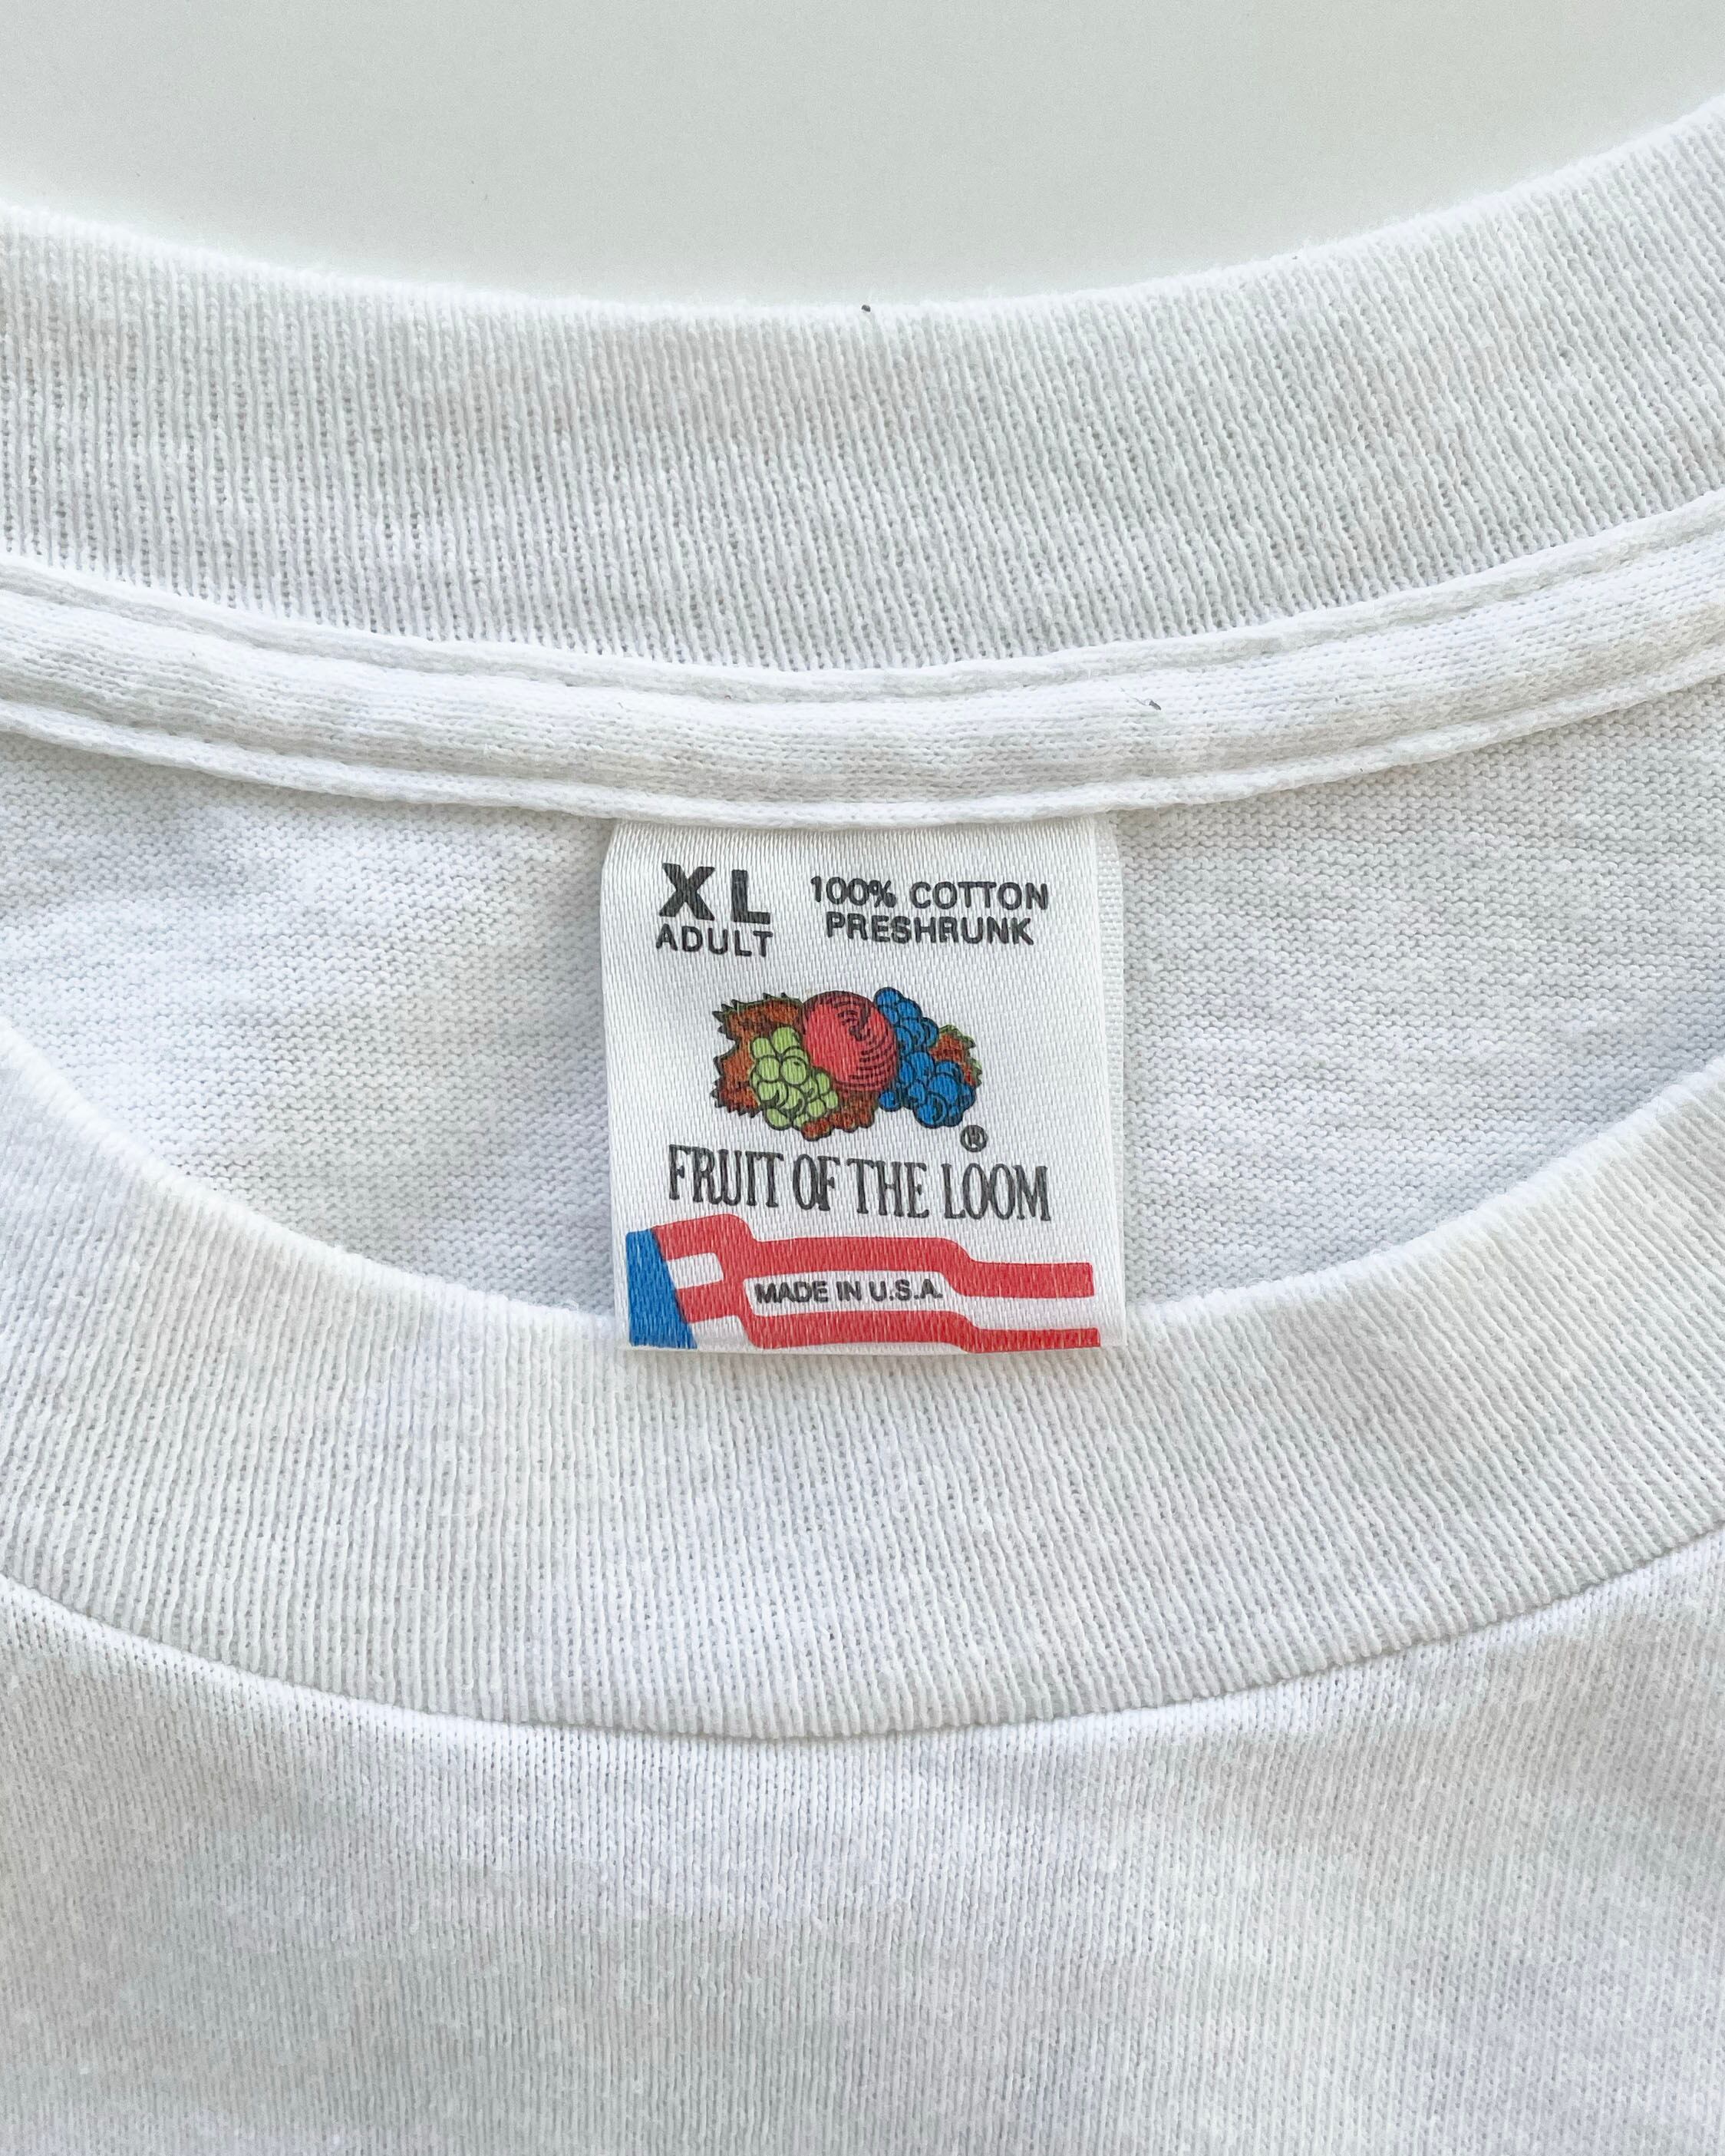 XL
ADULT
100% COTTON
PRESHRUNK
®
FRUIT OF THE LOOM
MADE IN U.S.A.